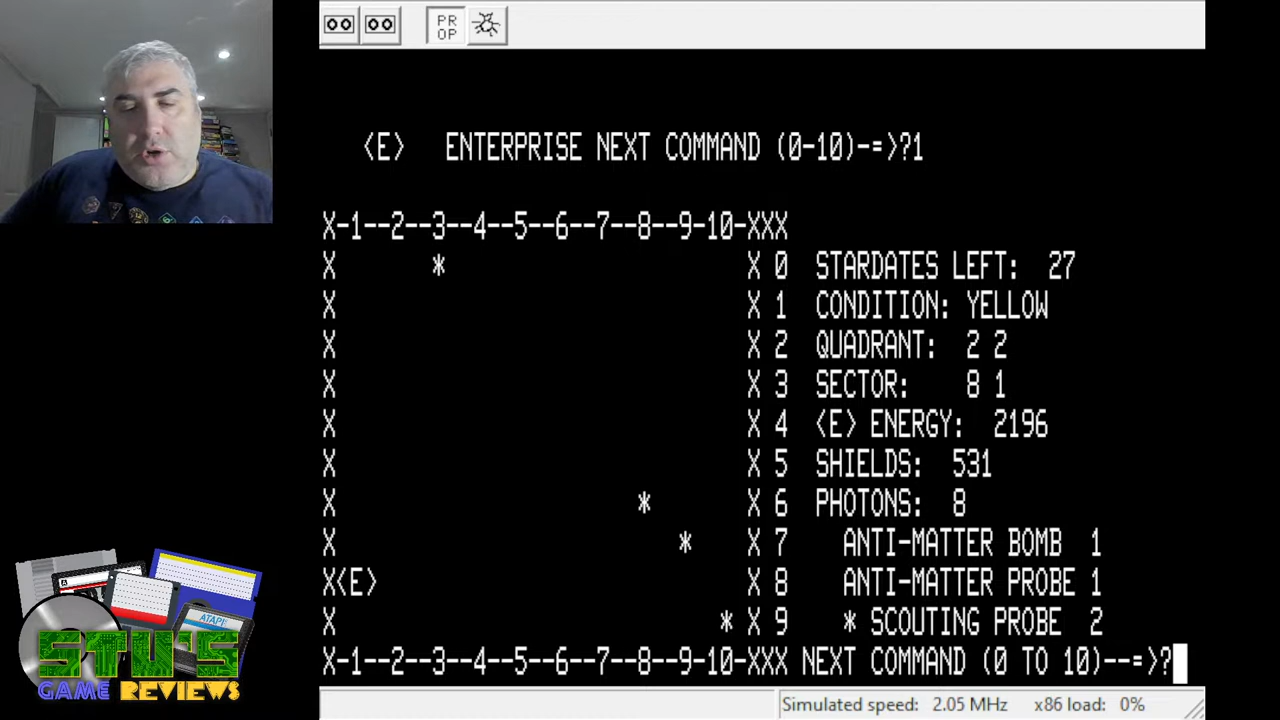 PR
OP
<E> ENTERPRISE NEXT COMMAND (0-10)-=>?1
X-1--2--3--4--5--6--7--8--9-10-XXX
X * X 0 STARDATES LEFT: 27
X X 1 CONDITION: YELLOW
X X 2 QUADRANT: 2 2
X X 3 SECTOR: 8 1
X X 4 <E> ENERGY: 2196
X X 5 SHIELDS: 531
X * X 6 PHOTONS: 8
X * X 7 ANTI-MATTER BOMB 1
X<E> X 8 ANTI-MATTER PROBE 1
X * X 9 * SCOUTING PROBE 2
X-1--2--3--4--5--6--7--8--9-10-XXX NEXT COMMAND (0 TO 10)--=>?
Simulated speed: 2.05 MHz x86 load: 0%
ATARI
STU'S
GAME REVIEWS